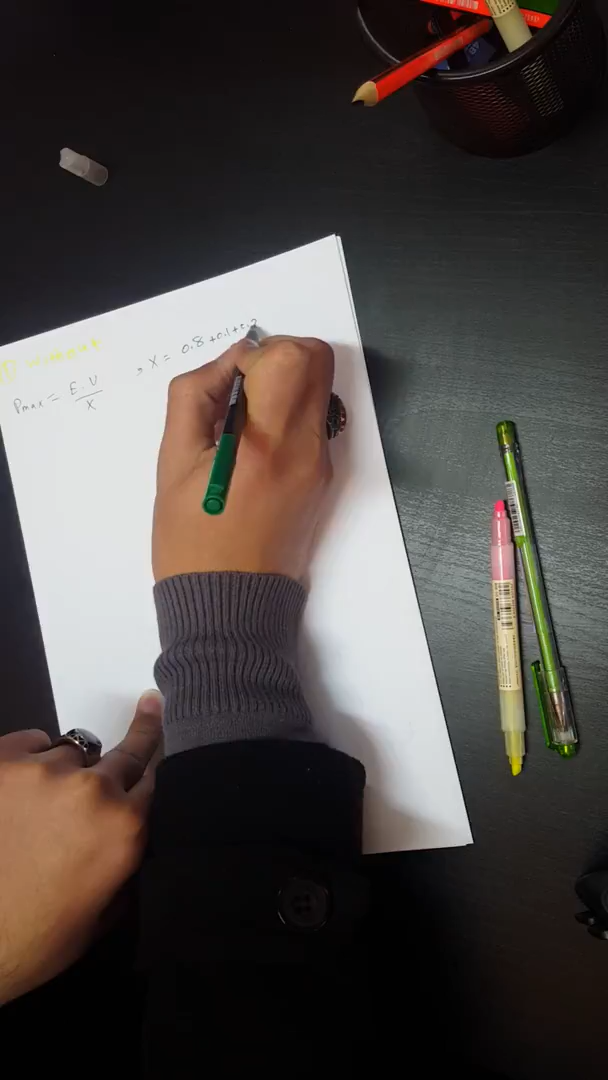 Pmax = E.V / X , X = 0.8 + 0.1 + 0.2